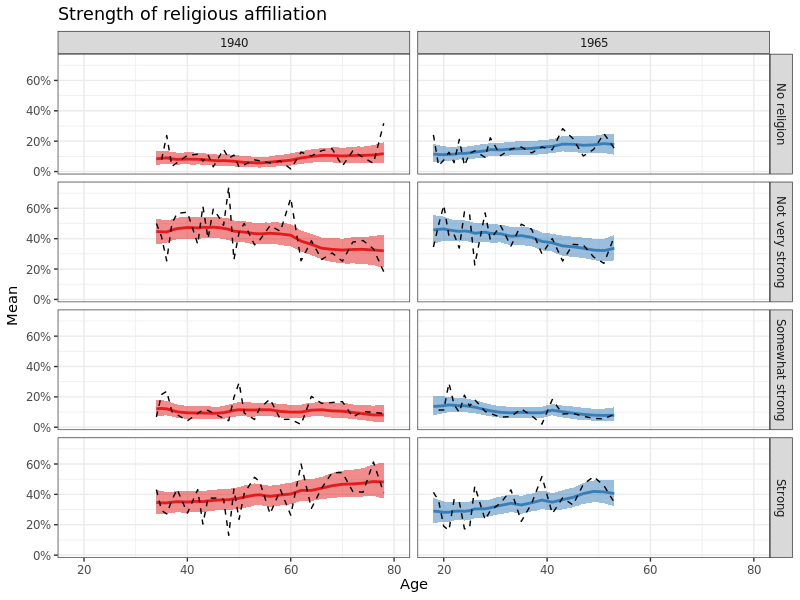 Strength of religious affiliation
1940 1965
60%
40%
20%
0%
No religion
60%
40%
20%
0%
Not very strong
60%
40%
20%
0%
Somewhat strong
60%
40%
20%
0%
Strong
Mean
20 40 60 80 20 40 60 80
Age